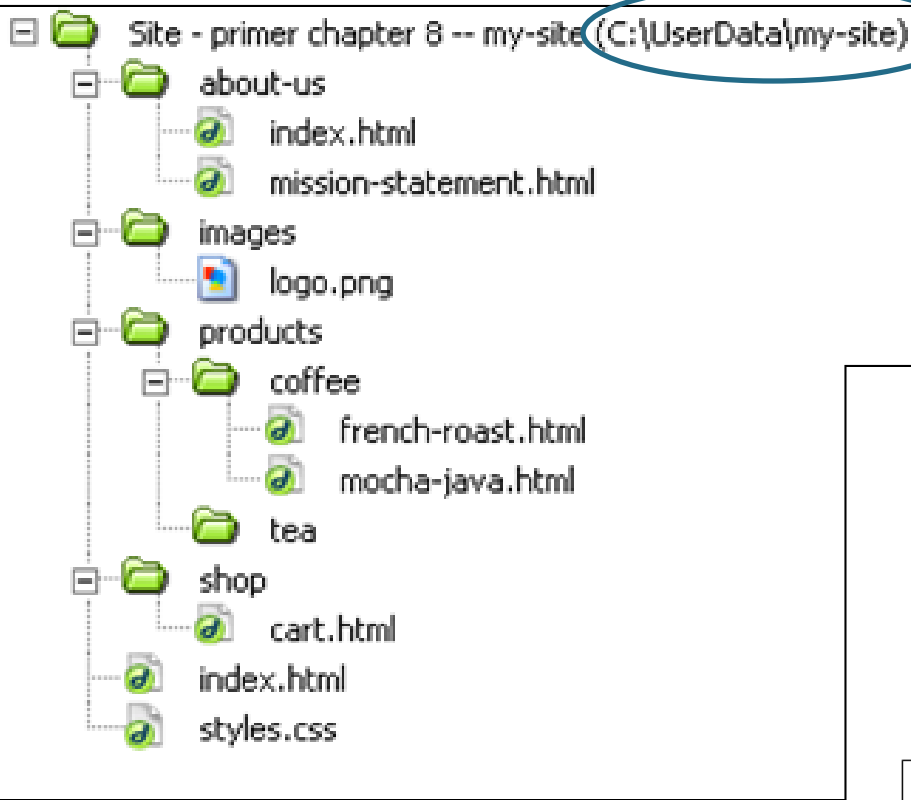 Site - primer chapter 8 -- my-site (C:\UserData\my-site)
about-us
index.html
mission-statement.html
images
logo.png
products
coffee
french-roast.html
mocha-java.html
tea
shop
cart.html
index.html
styles.css